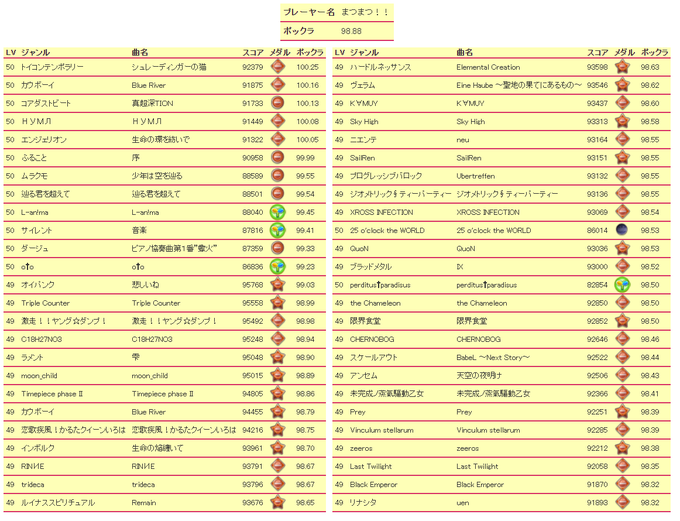 プレーヤー名 まつまつ！！
ポックラ 98.88
LV ジャンル 曲名 スコア メダル ポックラ
50 トイコンテンポラリー シュレーディンガーの猫 92379 100.25
50 カウボーイ Blue River 91875 100.16
50 コアダストビート 真超深TION 91733 100.13
50 НУМЛ НУМЛ 91449 100.08
50 エンジェリオン 生命の環を紡いで 91322 100.05
50 ふること 序 90958 99.99
50 ムラクモ 少年は空を辿る 88589 99.55
50 辿る君を超えて 辿る君を超えて 88501 99.54
50 L-an!ma L-an!ma 88040 99.45
50 サイレント 音楽 87816 99.41
50 ダージュ ピアノ協奏曲第１番"蠍火" 87359 99.33
50 o†o o†o 86836 99.23
49 オイパンク 悲しいね 95768 99.03
49 Triple Counter Triple Counter 95558 98.99
49 激走！！ヤング☆ダンプ！ 激走！！ヤング☆ダンプ！ 95492 98.98
49 C18H27NO3 C18H27NO3 95248 98.94
49 ラメント 雫 95048 98.90
49 moon_child moon_child 95015 98.89
49 Timepiece phase II Timepiece phase II 94805 98.86
49 カウボーイ Blue River 94455 98.79
49 恋歌疾風！かるたクイーンいろは 恋歌疾風！かるたクイーンいろは 94216 98.75
49 インボルク 生命の焔纏いて 93961 98.70
49 RINИE RINИE 93791 98.67
49 trideca trideca 93796 98.67
49 ルイナススピリチュアル Remain 93676 98.65
LV ジャンル 曲名 スコア メダル ポックラ
49 ハードルネッサンス Elemental Creation 93598 98.63
49 ヴェラム Eine Haube ～聖地の果てにあるもの～ 93546 98.62
49 K∀MUY K∀MUY 93437 98.60
49 Sky High Sky High 93313 98.58
49 ニエンテ neu 93164 98.55
49 SailRen SailRen 93151 98.55
49 プログレッシブバロック Ubertreffen 93132 98.55
49 ジオメトリック∮ティーパーティー ジオメトリック∮ティーパーティー 93136 98.55
49 XROSS INFECTION XROSS INFECTION 93069 98.54
50 25 o'clock the WORLD 25 o'clock the WORLD 86014 98.53
49 QuoN QuoN 93036 98.53
49 ブラッドメタル IX 93000 98.52
50 perditus†paradisus perditus†paradisus 82854 98.50
49 the Chameleon the Chameleon 92850 98.50
49 限界食堂 限界食堂 92852 98.50
49 CHERNOBOG CHERNOBOG 92646 98.46
49 スケールアウト BabeL ～Next Story～ 92522 98.44
49 アンセム 天空の夜明け 92506 98.43
49 未完成ノ蒸氣驅動乙女 未完成ノ蒸氣驅動乙女 92366 98.41
49 Prey Prey 92251 98.39
49 Vinculum stellarum Vinculum stellarum 92285 98.39
49 zeeros zeeros 92212 98.38
49 Last Twilight Last Twilight 92058 98.35
49 Black Emperor Black Emperor 91870 98.32
49 リナシタ uen 91893 98.32